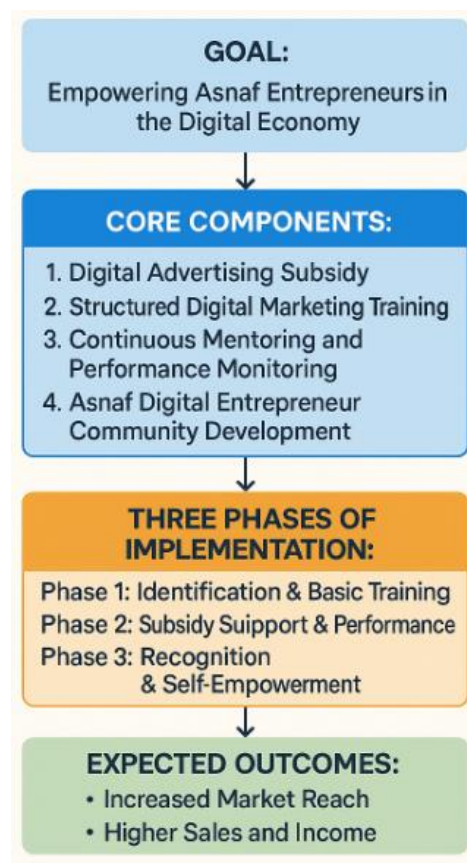 GOAL:
Empowering Asnaf Entrepreneurs in
the Digital Economy
CORE COMPONENTS:
1. Digital Advertising Subsidy
2. Structured Digital Marketing Training
3. Continuous Mentoring and
Performance Monitoring
4. Asnaf Digital Entrepreneur
Community Development
THREE PHASES OF
IMPLEMENTATION:
Phase 1: Identification & Basic Training
Phase 2: Subsidy Suipport & Performance
Phase 3: Recognition
& Self-Empowerment
EXPECTED OUTCOMES:
• Increased Market Reach
• Higher Sales and Income